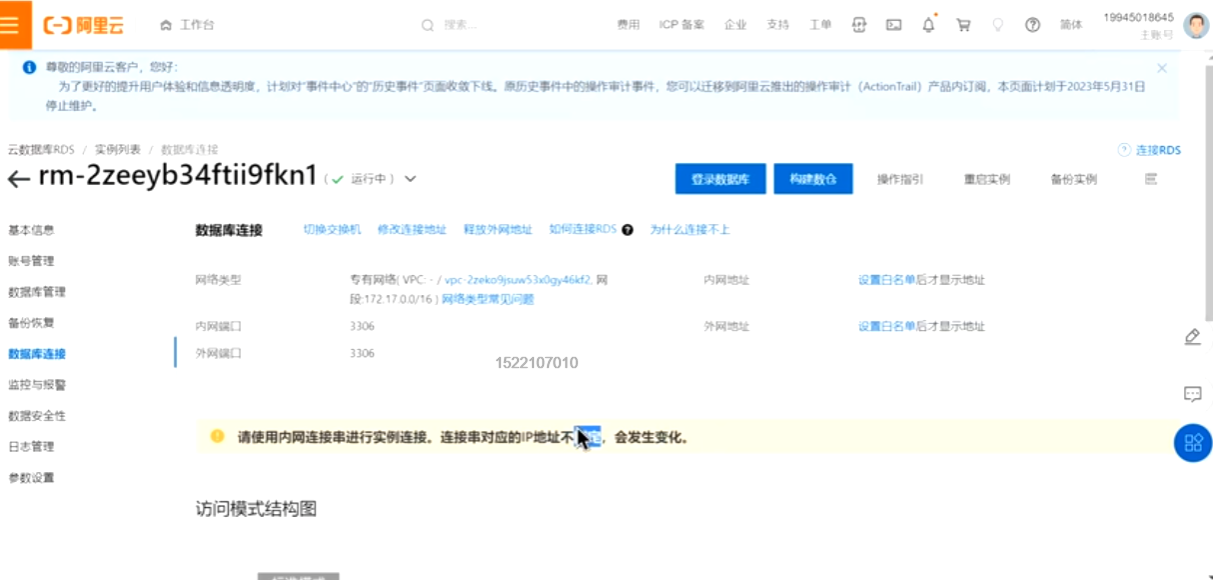 阿里云
工作台
搜索...
费用 ICP 备案 企业 支持 工单 简体
19945018645
主账号
尊敬的阿里云客户，您好：
为了更好的提升用户体验和信息透明度，计划对“事件中心”的“历史事件”页面收敛下线。原历史事件中的操作审计事件，您可以迁移到阿里云推出的操作审计（ActionTrail）产品内订阅，本页面计划于2023年5月31日
停止维护。
云数据库RDS / 实例列表 / 数据库连接
连接RDS
rm-2zeeyb34ftii9fkn1 ( 运行中 )
登录数据库 构建数仓 操作指引 重启实例 备份实例
基本信息
账号管理
数据库管理
备份恢复
数据库连接
监控与报警
数据安全性
日志管理
参数设置
数据库连接 切换交换机 修改连接地址 释放外网地址 如何连接RDS 为什么连接不上
网络类型 专有网络( VPC: - / vpc-2zeko9jsuw53x0gy46kf2, 网
段:172.17.0.0/16 ) 网络类型常见问题
内网地址 设置白名单后才显示地址
内网端口 3306
外网地址 设置白名单后才显示地址
外网端口 3306
1522107010
请使用内网连接串进行实例连接。连接串对应的IP地址不定，会发生变化。
访问模式结构图